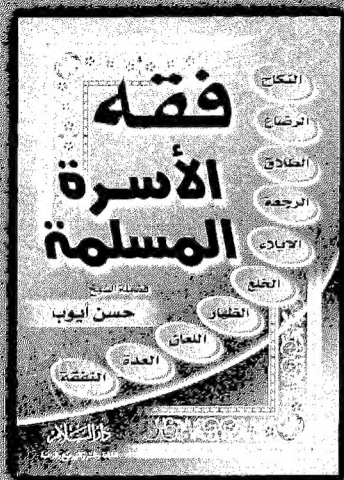 فقه
الأسرة
المسلمة
النكاح
الرضاع
الطلاق
الرجعة
الإيلاء
الخلع
الظهار
اللعان
العدة
النفقة
فضيلة الشيخ
حسن أيوب
دار السلام